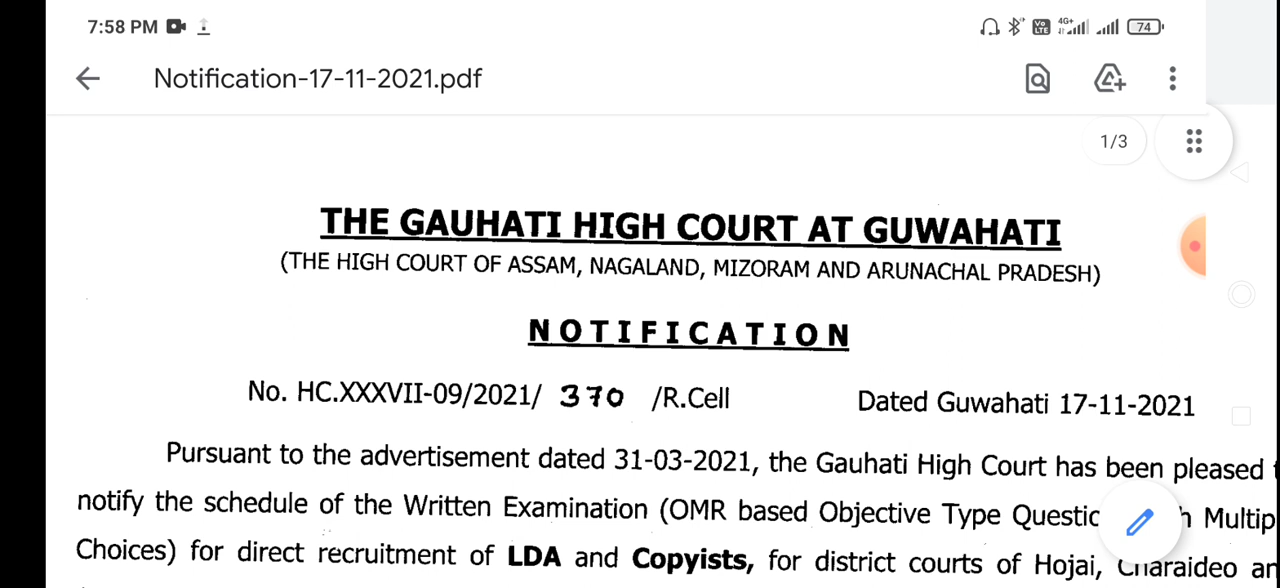 7:58 PM
4G+
Vo LTE
74
Notification-17-11-2021.pdf
1/3
THE GAUHATI HIGH COURT AT GUWAHATI
(THE HIGH COURT OF ASSAM, NAGALAND, MIZORAM AND ARUNACHAL PRADESH)
NOTIFICATION
No. HC.XXXVII-09/2021/ 370 /R.Cell Dated Guwahati 17-11-2021
Pursuant to the advertisement dated 31-03-2021, the Gauhati High Court has been pleased
notify the schedule of the Written Examination (OMR based Objective Type
Choices) for direct recruitment of LDA and Copyists, for district courts of Hojai, Charaideo